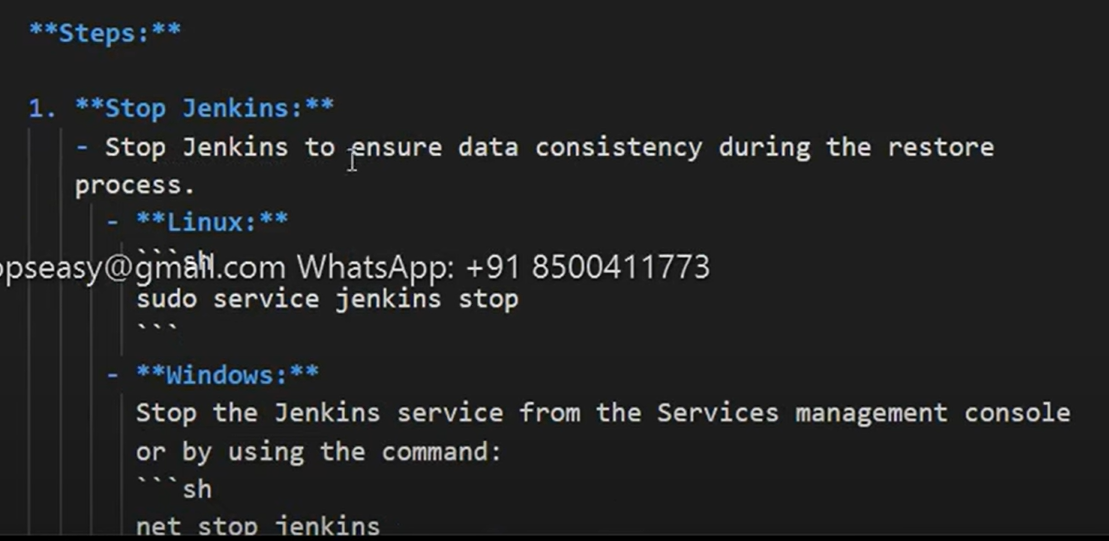 **Steps:**
1. **Stop Jenkins:**
- Stop Jenkins to ensure data consistency during the restore
process.
- **Linux:**
```sh
opseasy@gmail.com WhatsApp: +91 8500411773
sudo service jenkins stop
```
- **Windows:**
Stop the Jenkins service from the Services management console
or by using the command:
```sh
net stop jenkins